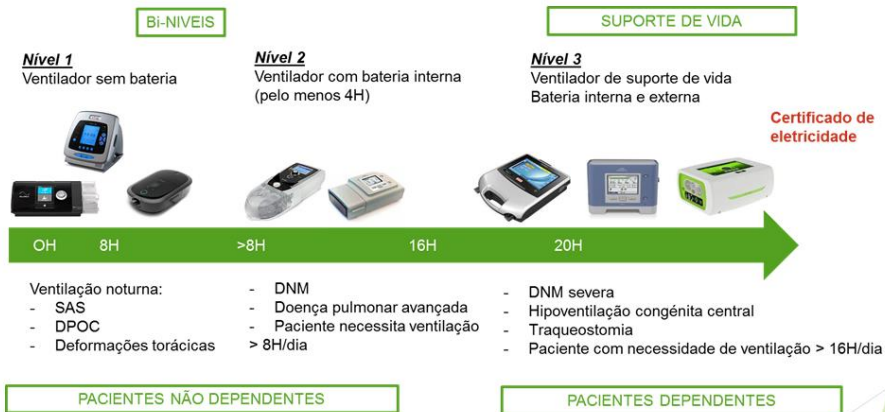 Bi-NIVEIS
SUPORTE DE VIDA
Nível 1
Ventilador sem bateria
Nível 2
Ventilador com bateria interna
(pelo menos 4H)
Nível 3
Ventilador de suporte de vida
Bateria interna e externa
Certificado de
eletricidade
OH 8H >8H 16H 20H
Ventilação noturna:
- SAS
- DPOC
- Deformações torácicas
- DNM
- Doença pulmonar avançada
- Paciente necessita ventilação
> 8H/dia
- DNM severa
- Hipoventilação congénita central
- Traqueostomia
- Paciente com necessidade de ventilação > 16H/dia
PACIENTES NÃO DEPENDENTES
PACIENTES DEPENDENTES